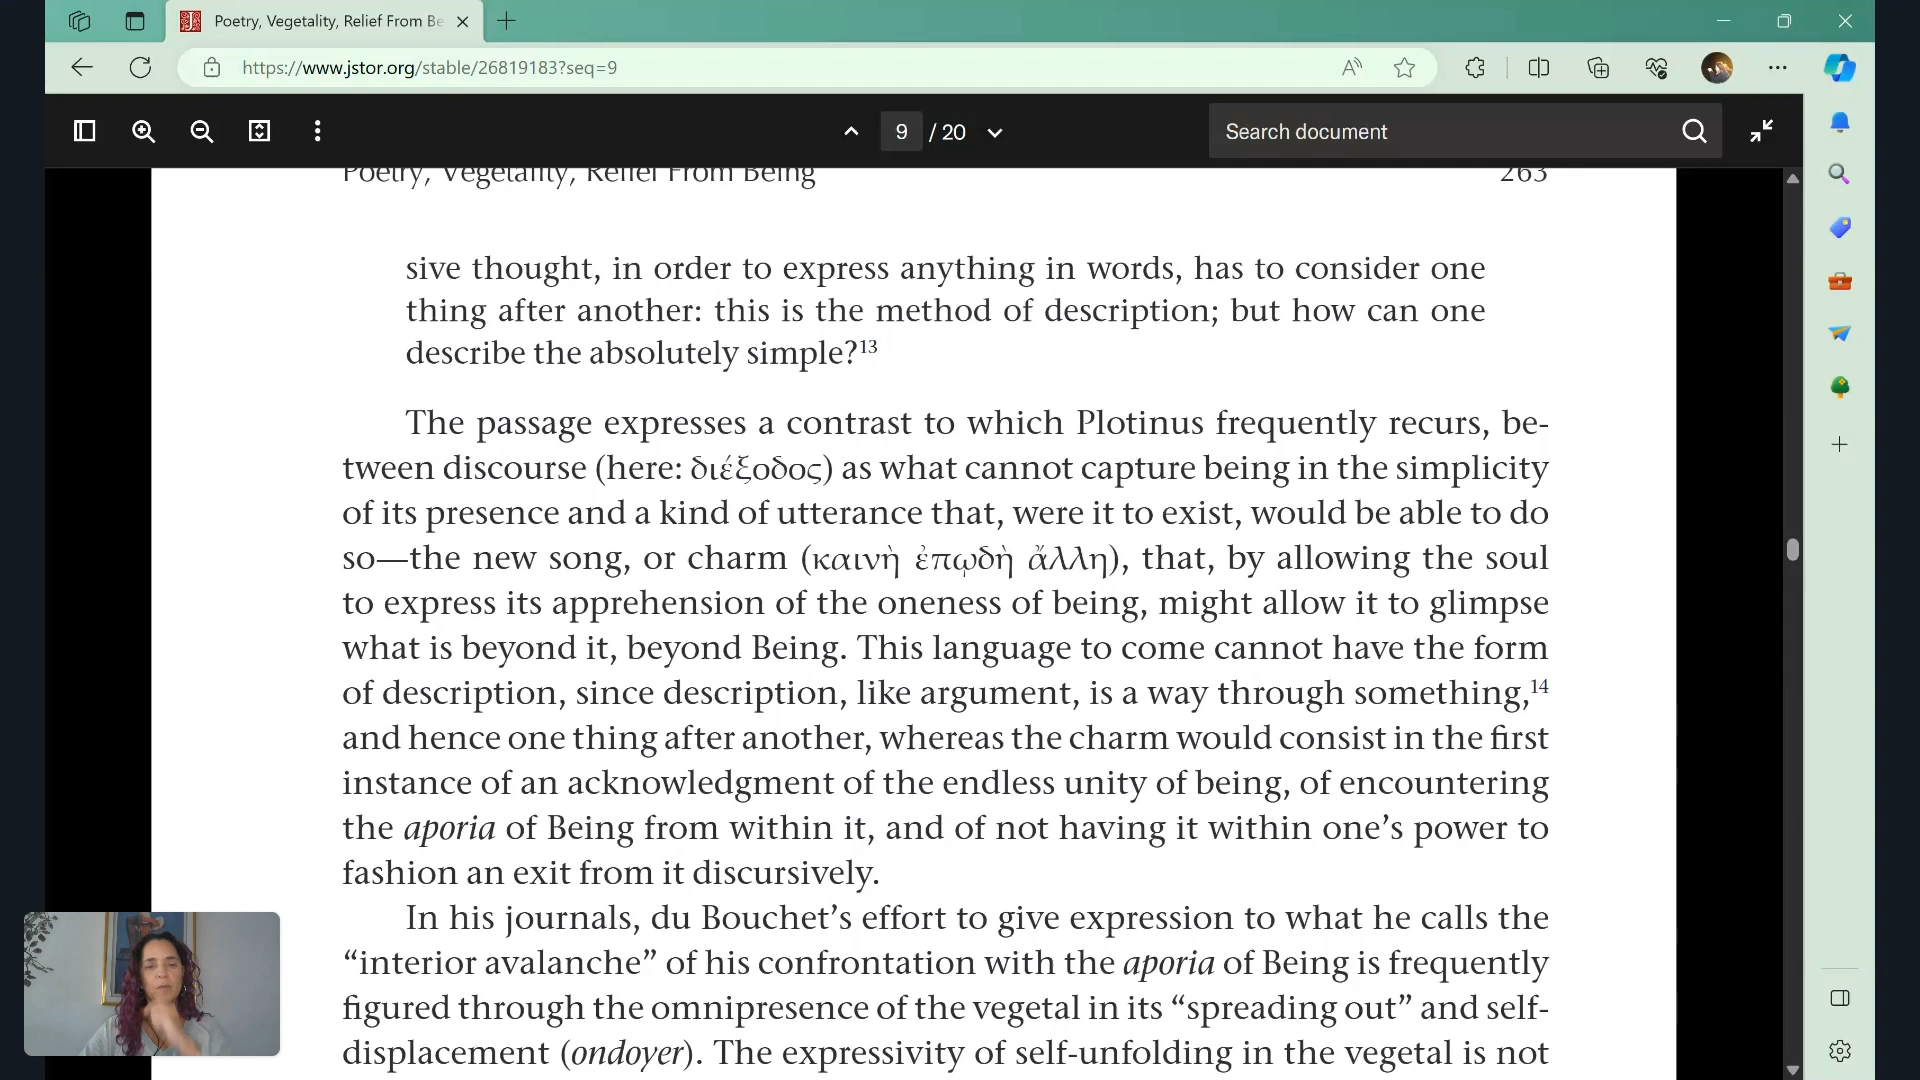 Poetry, Vegetality, Relief From Be
https://www.jstor.org/stable/26819183?seq=9
9 / 20
Search document
Poetry, Vegetality, Relief From Being 263
sive thought, in order to express anything in words, has to consider one
thing after another: this is the method of description; but how can one
describe the absolutely simple?13
The passage expresses a contrast to which Plotinus frequently recurs, be-
tween discourse (here: διέξοδος) as what cannot capture being in the simplicity
of its presence and a kind of utterance that, were it to exist, would be able to do
so—the new song, or charm (καινὴ ἐπῳδὴ ἄλλη), that, by allowing the soul
to express its apprehension of the oneness of being, might allow it to glimpse
what is beyond it, beyond Being. This language to come cannot have the form
of description, since description, like argument, is a way through something,14
and hence one thing after another, whereas the charm would consist in the first
instance of an acknowledgment of the endless unity of being, of encountering
the aporia of Being from within it, and of not having it within one’s power to
fashion an exit from it discursively.
In his journals, du Bouchet’s effort to give expression to what he calls the
“interior avalanche” of his confrontation with the aporia of Being is frequently
figured through the omnipresence of the vegetal in its “spreading out” and self-
displacement (ondoyer). The expressivity of self-unfolding in the vegetal is not